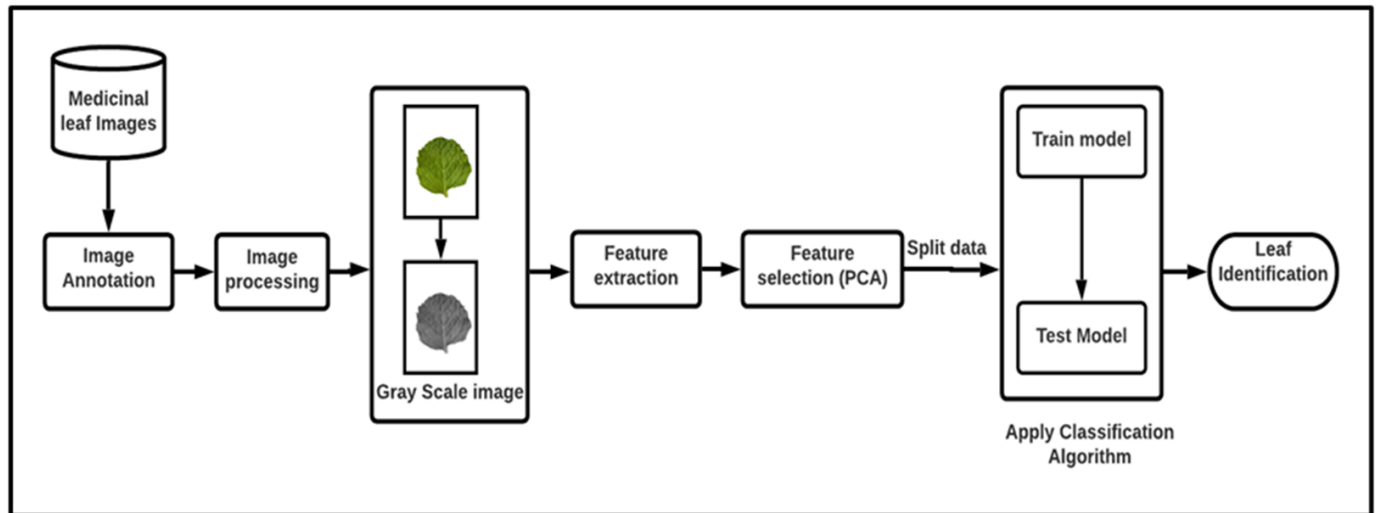 Medicinal
leaf Images
Image
Annotation
Image
processing
Gray Scale image
Feature
extraction
Feature
selection (PCA)
Split data
Train model
Test Model
Apply Classification
Algorithm
Leaf
Identification